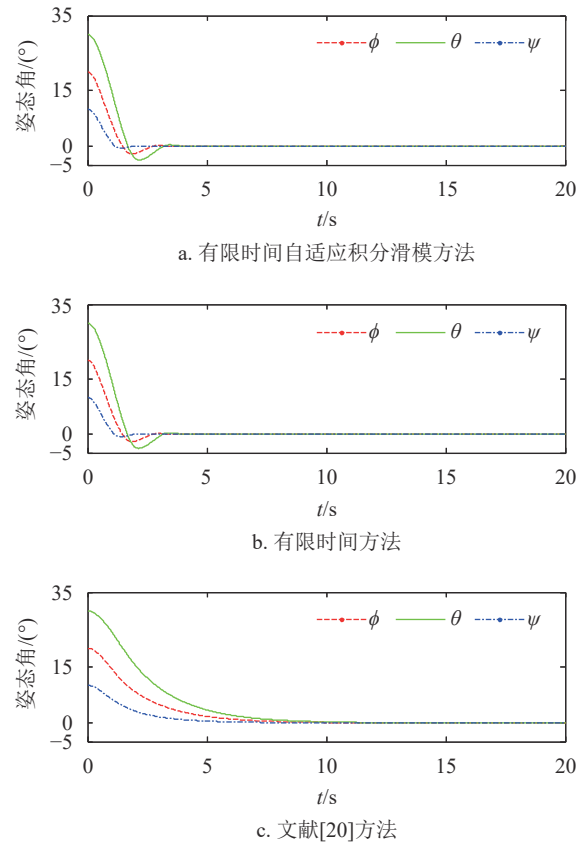 35
15
0
−5
姿态角/(°)
ϕ θ ψ
0 5 10 15 20
t/s
a. 有限时间自适应积分滑模方法
35
15
0
−5
姿态角/(°)
ϕ θ ψ
0 5 10 15 20
t/s
b. 有限时间方法
35
15
0
−5
姿态角/(°)
ϕ θ ψ
0 5 10 15 20
t/s
c. 文献[20]方法